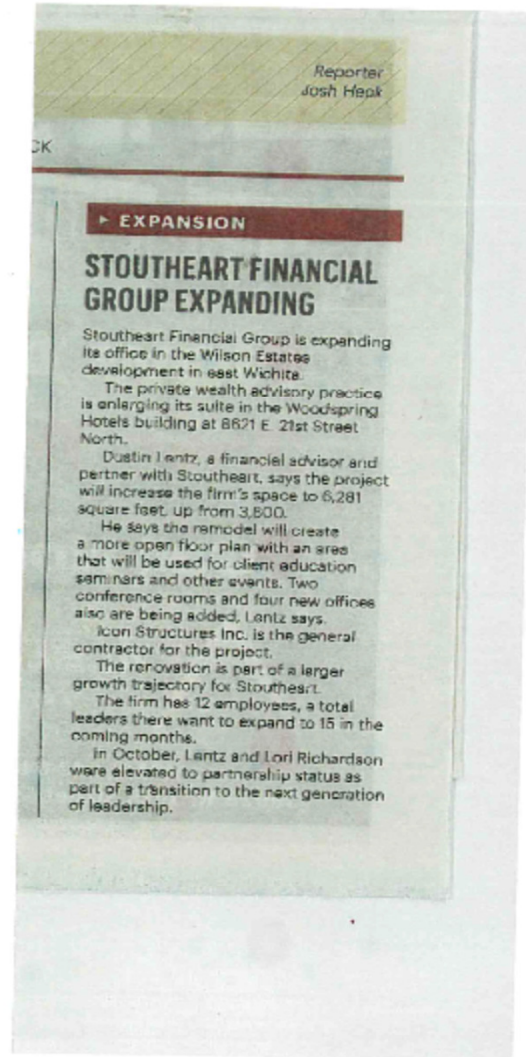 Reporter
Josh Heck
CK
EXPANSION
STOUTHEART FINANCIAL
GROUP EXPANDING
Stoutheart Financial Group is expanding
its office in the Wilson Estates
development in east Wichita.
The private wealth advisory practice
is enlarging its suite in the Woodspring
Hotels building at 8621 E. 21st Street
North.
Dustin Lentz, a financial advisor and
partner with Stoutheart, says the project
will increase the firm's space to 6,281
square feet, up from 3,800.
He says the remodel will create
a more open floor plan with an area
that will be used for client education
seminars and other events. Two
conference rooms and four new offices
also are being added, Lentz says.
Icon Structures Inc. is the general
contractor for the project.
The renovation is part of a larger
growth trajectory for Stoutheart.
The firm has 12 employees, a total
leaders there want to expand to 15 in the
coming months.
In October, Lentz and Lori Richardson
were elevated to partnership status as
part of a transition to the next generation
of leadership.